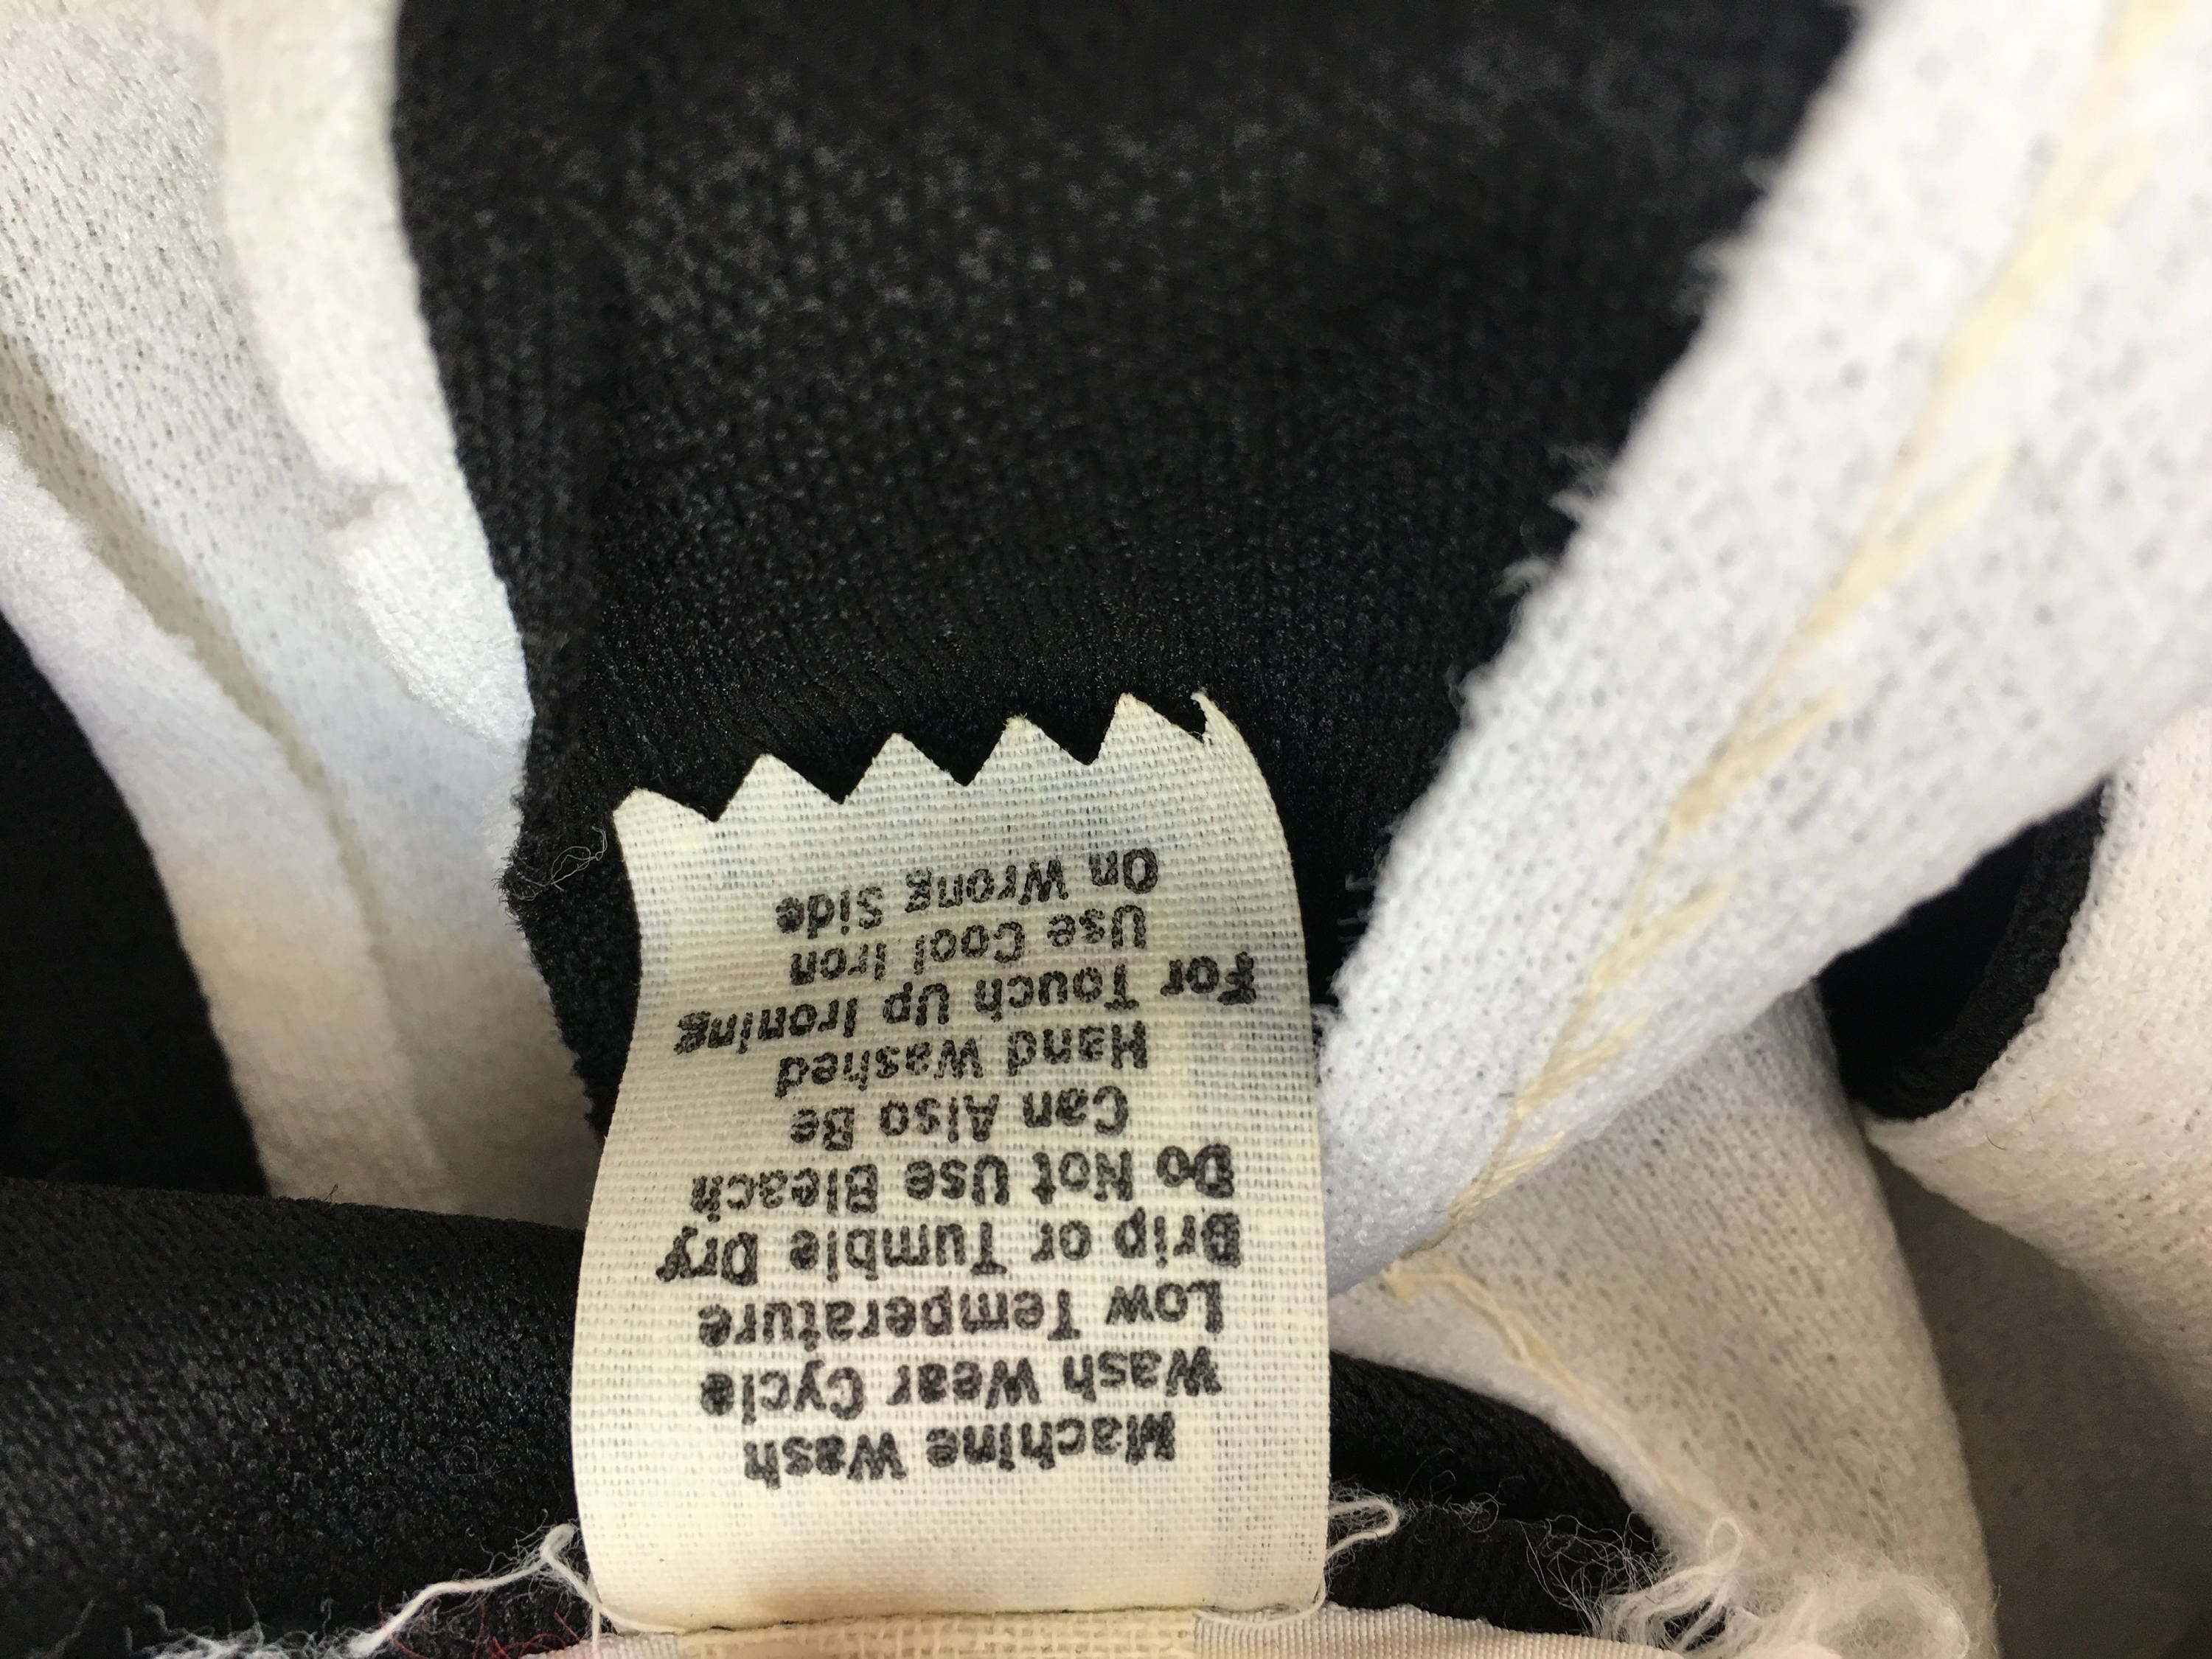 Machine Wash
Wash Wear Cycle
Low Temperature
Drip or Tumble Dry
Do Not Use Bleach
Can Also Be
Hand Washed
For Touch Up Ironing
Use Cool Iron
On Wrong Side